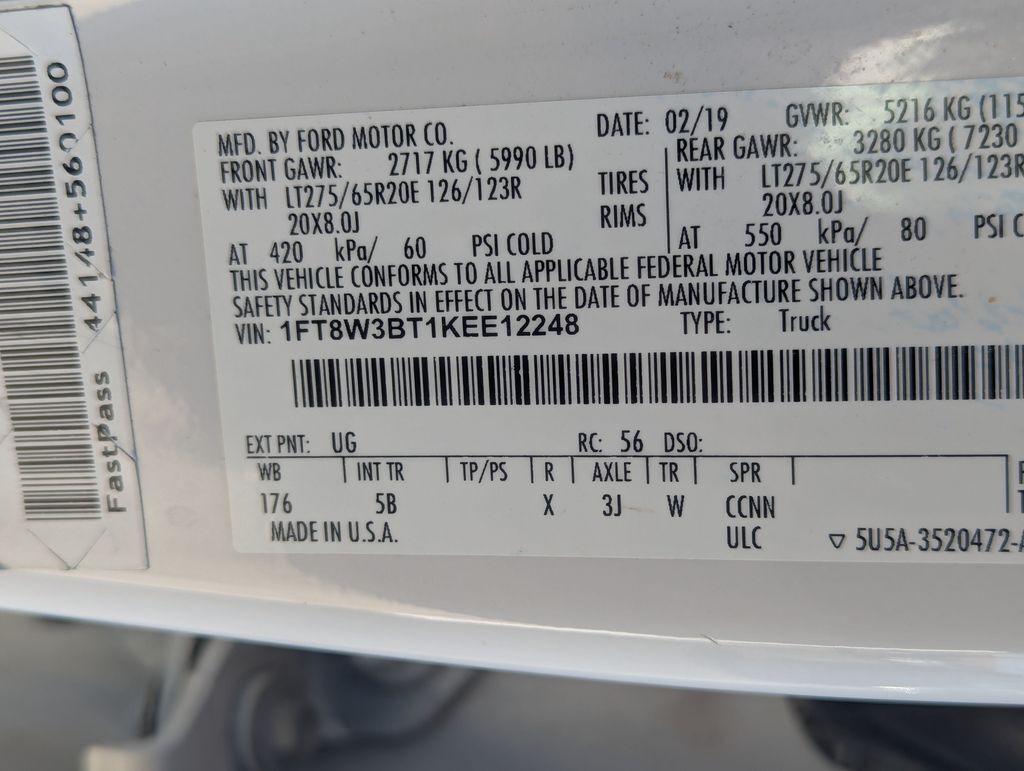 44148+560100
FastPass
MFD. BY FORD MOTOR CO. DATE: 02/19 GVWR: 5216 KG (115
FRONT GAWR: 2717 KG ( 5990 LB) REAR GAWR: 3280 KG ( 7230
WITH LT275/65R20E 126/123R TIRES WITH LT275/65R20E 126/123R
20X8.0J RIMS 20X8.0J
AT 420 kPa/ 60 PSI COLD AT 550 kPa/ 80 PSI C
THIS VEHICLE CONFORMS TO ALL APPLICABLE FEDERAL MOTOR VEHICLE
SAFETY STANDARDS IN EFFECT ON THE DATE OF MANUFACTURE SHOWN ABOVE.
VIN: 1FT8W3BT1KEE12248 TYPE: Truck
EXT PNT: UG RC: 56 DSO:
WB INT TR TP/PS R AXLE TR SPR
176 5B X 3J W CCNN
MADE IN U.S.A. ULC ▽ 5U5A-3520472-